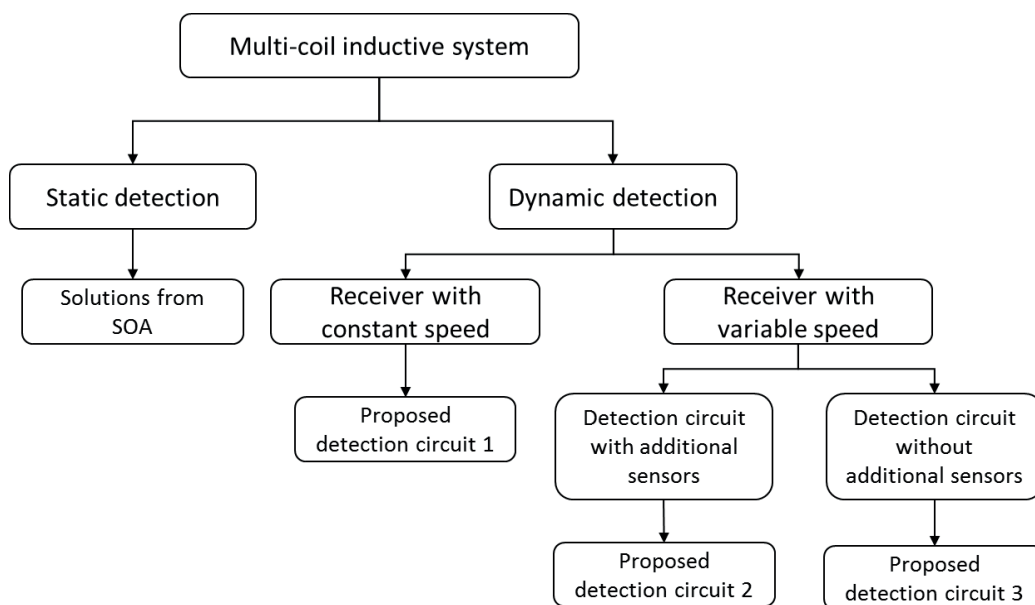 Multi-coil inductive system
Static detection
Dynamic detection
Solutions from
SOA
Receiver with
constant speed
Receiver with
variable speed
Proposed
detection circuit 1
Detection circuit
with additional
sensors
Detection circuit
without
additional sensors
Proposed
detection circuit 2
Proposed
detection circuit 3